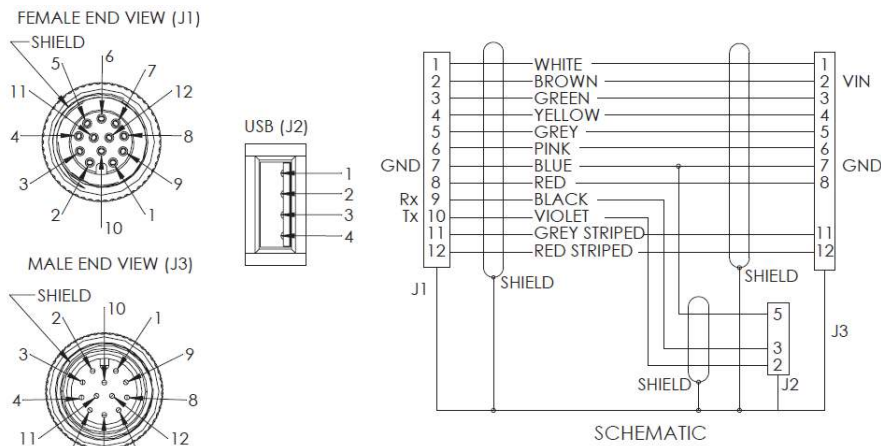 FEMALE END VIEW (J1)
SHIELD
6
5
7
11
12
4
8
3
9
2
1
10
USB (J2)
1
2
3
4
MALE END VIEW (J3)
SHIELD
10
2
1
3
9
4
8
11
12
1 WHITE 1
2 BROWN 2 VIN
3 GREEN 3
4 YELLOW 4
5 GREY 5
6 PINK 6
GND 7 BLUE 7 GND
8 RED 8
Rx 9 BLACK
Tx 10 VIOLET
11 GREY STRIPED 11
12 RED STRIPED 12
SHIELD
SHIELD
J1
5
J3
3
2
SHIELD
J2
SCHEMATIC